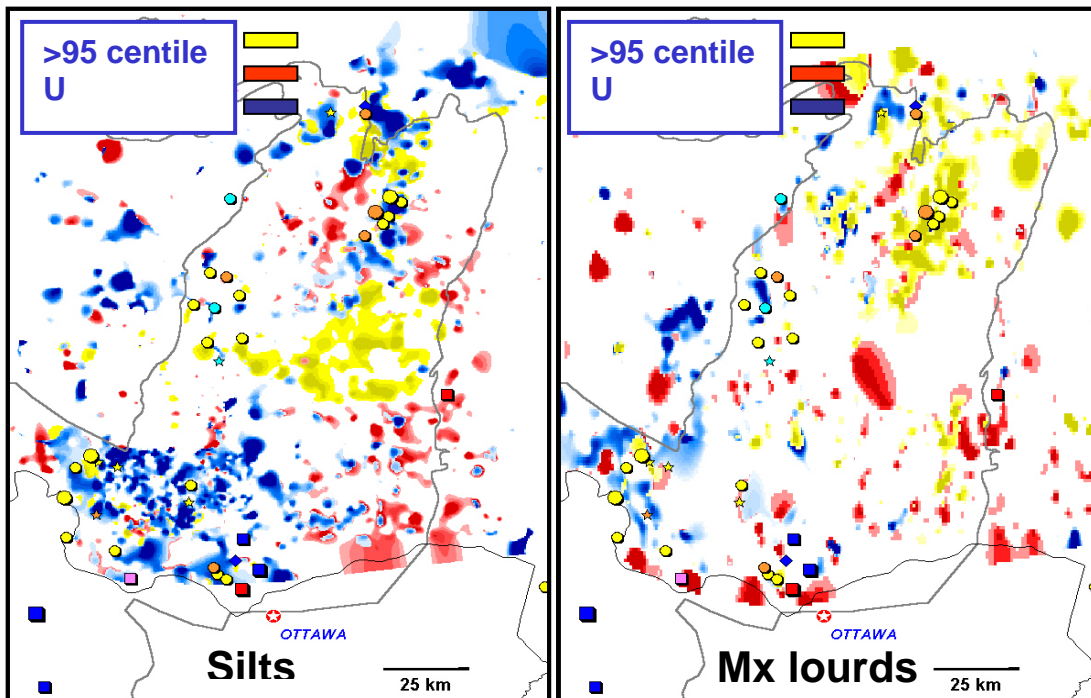 >95 centile
U
OTTAWA
Silts
25 km
>95 centile
U
OTTAWA
Mx lourds
25 km